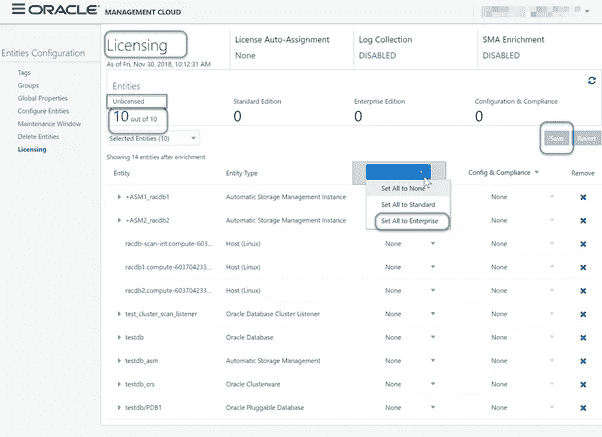 ORACLE MANAGEMENT CLOUD
Entities Configuration
Tags
Groups
Global Properties
Configure Entities
Maintenance Window
Delete Entities
Licensing
Licensing
As of Fri, Nov 30, 2018, 10:12:31 AM
License Auto-Assignment
None
Log Collection
DISABLED
SMA Enrichment
DISABLED
Entities
Unlicensed
10 out of 10
Standard Edition
0
Enterprise Edition
0
Configuration & Compliance
0
Selected Entities (10)
Save
Revert
Showing 14 entities after enrichment
Entity Entity Type Config & Compliance Remove
Set All to None
Set All to Standard
Set All to Enterprise
+ASM1_racdb1 Automatic Storage Management Instance None
+ASM2_racdb2 Automatic Storage Management Instance None
racdb-scan-int.compute-603... Host (Linux) None None
racdb1.compute-603704233... Host (Linux) None None
racdb2.compute-603704233... Host (Linux) None None
test_cluster_scan_listener Oracle Database Cluster Listener None None
testdb Oracle Database None None
testdb_asm Automatic Storage Management None None
testdb_crs Oracle Clusterware None None
testdb/PDB1 Oracle Pluggable Database None None